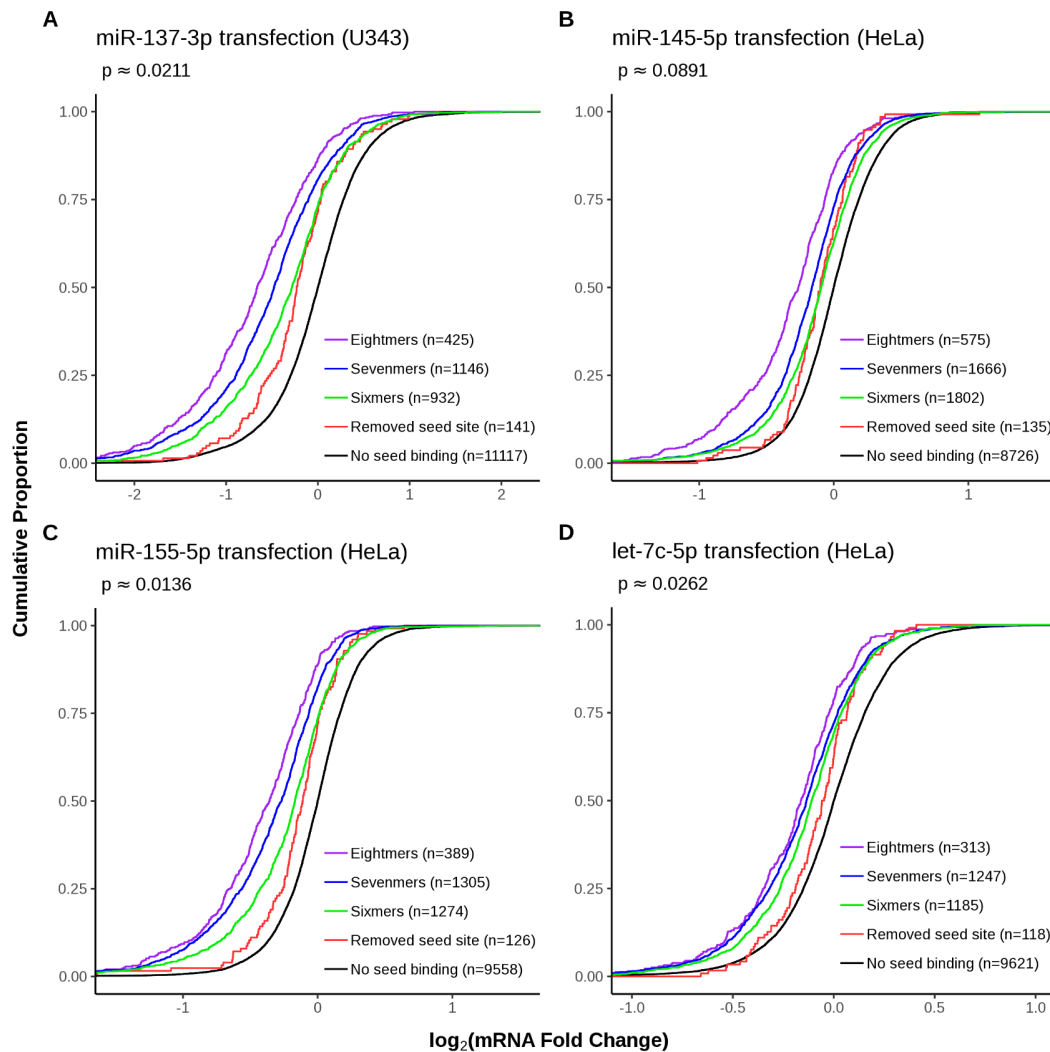 A
miR-137-3p transfection (U343)
p ≈ 0.0211
1.00
0.75
0.50
0.25
0.00
Eightmers (n=425)
Sevenmers (n=1146)
Sixmers (n=932)
Removed seed site (n=141)
No seed binding (n=11117)
-2
-1
0
1
2
B
miR-145-5p transfection (HeLa)
p ≈ 0.0891
1.00
0.75
0.50
0.25
0.00
Eightmers (n=575)
Sevenmers (n=1666)
Sixmers (n=1802)
Removed seed site (n=135)
No seed binding (n=8726)
-1
0
1
Cumulative Proportion
C
miR-155-5p transfection (HeLa)
p ≈ 0.0136
1.00
0.75
0.50
0.25
0.00
Eightmers (n=389)
Sevenmers (n=1305)
Sixmers (n=1274)
Removed seed site (n=126)
No seed binding (n=9558)
-1
0
1
D
let-7c-5p transfection (HeLa)
p ≈ 0.0262
1.00
0.75
0.50
0.25
0.00
Eightmers (n=313)
Sevenmers (n=1247)
Sixmers (n=1185)
Removed seed site (n=118)
No seed binding (n=9621)
-1.0
-0.5
0.0
0.5
1.0
log₂(mRNA Fold Change)